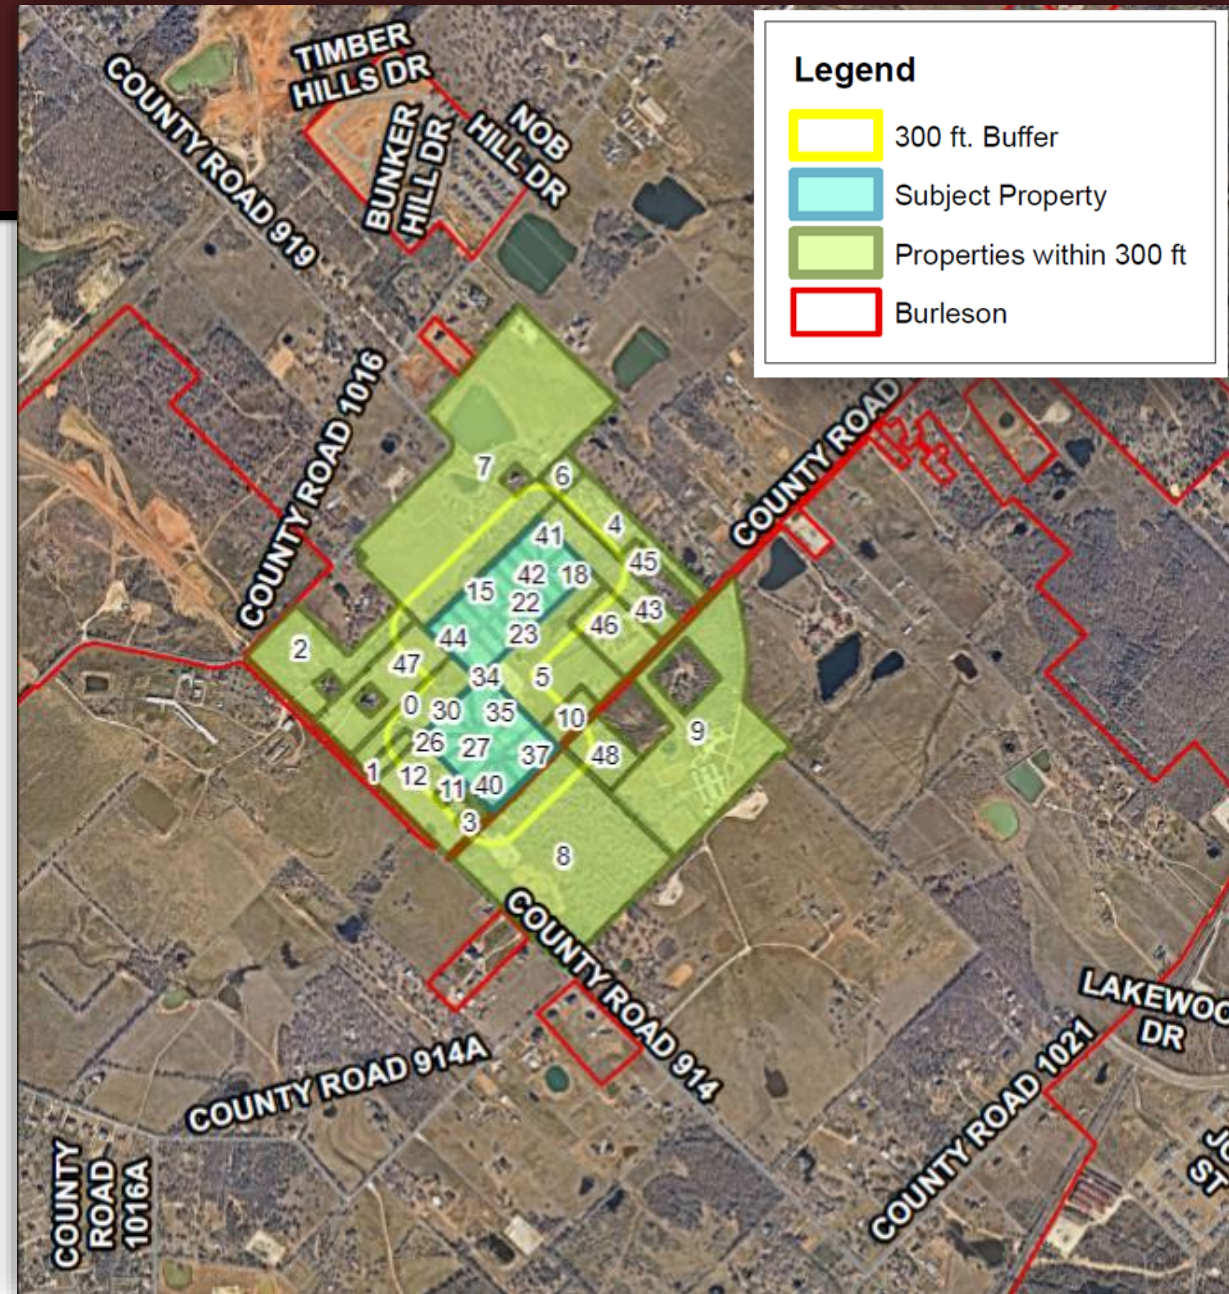 Legend
300 ft. Buffer
Subject Property
Properties within 300 ft
Burleson
TIMBER
HILLS DR
COUNTY ROAD 919
BUNKER
HILL DR
NOB
HILL DR
COUNTY ROAD 1016
COUNTY ROAD
7
6
4
41
45
42
18
15
22
43
46
23
44
2
47
34
5
0
30
35
10
9
26
27
37
48
1
12
11
40
3
8
COUNTY ROAD 914
COUNTY ROAD 914A
LAKEWOO
DR
COUNTY ROAD 1021
COUNTY
ROAD
1016A
ST